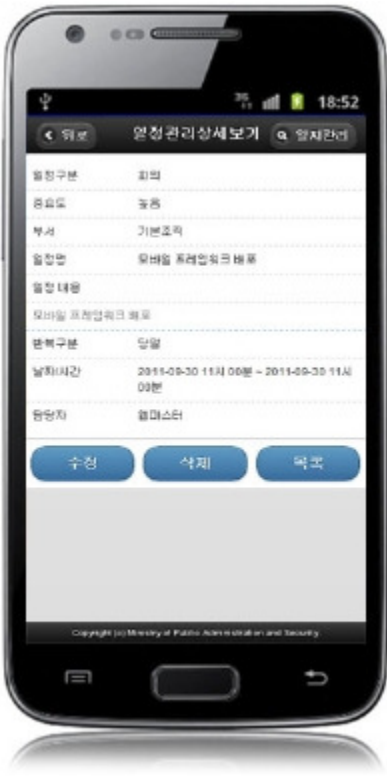 3G
18:52
뒤로 일정관리상세보기 일지관리
일정구분 회의
중요도 높음
부서 기본조직
일정명 모바일 프레임워크 배포
일정 내용
모바일 프레임워크 배포
반복구분 당일
날짜/시간 2011-09-30 11시 00분 ~ 2011-09-30 11시
00분
담당자 웹마스터
수정 삭제 목록
Copyright (c) Ministry of Public Administration and Security.